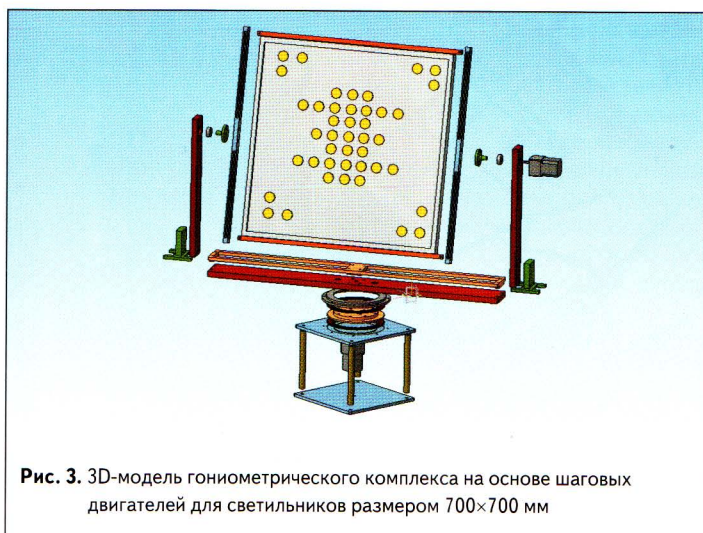 Рис. 3. 3D-модель гониометрического комплекса на основе шаговых
двигателей для светильников размером 700×700 мм